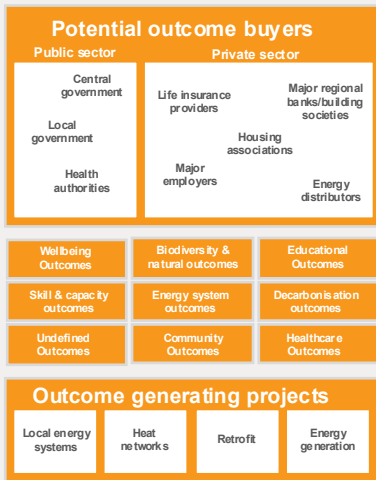 Potential outcome buyers
Public sector
Private sector
Central
government
Local
government
Health
authorities
Life insurance
providers
Major regional
banks/building
societies
Housing
associations
Major
employers
Energy
distributors
Wellbeing
Outcomes
Biodiversity &
natural outcomes
Educational
Outcomes
Skill & capacity
outcomes
Energy system
outcomes
Decarbonisation
outcomes
Undefined
Outcomes
Community
Outcomes
Healthcare
Outcomes
Outcome generating projects
Local energy
systems
Heat
networks
Retrofit
Energy
generation